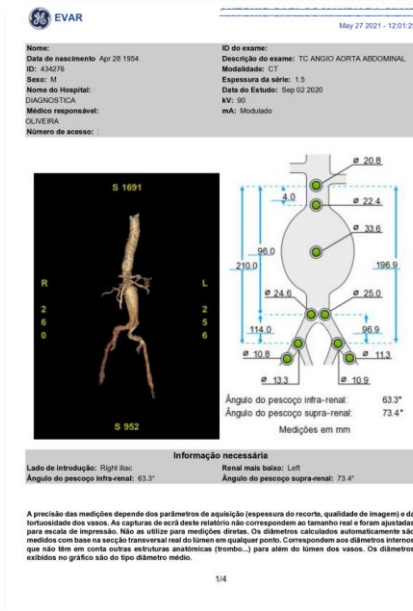 EVAR
May 27 2021 - 12:01:25
Nome:
Data de nascimento Apr 28 1954
ID: 434276
Sexo: M
Nome do Hospital:
DIAGNOSTICA
Médico responsável:
OLIVEIRA
Número de acesso: :
ID do exame:
Descrição do exame: TC ANGIO AORTA ABDOMINAL
Modalidade: CT
Espessura da série: 1.5
Data do Estudo: Sep 02 2020
kV: 90
mA: Modulado
S 1691
R
2
6
0
L
2
5
6
S 952
ø 20.8
4.0
ø 22.4
96.0
ø 33.6
210.0
196.9
ø 24.6
ø 25.0
114.0
96.9
ø 10.8
ø 11.3
ø 13.3
ø 10.9
Ângulo do pescoço infra-renal: 63.3°
Ângulo do pescoço supra-renal: 73.4°
Medições em mm
Informação necessária
Lado de introdução: Right iliac
Ângulo do pescoço infra-renal: 63.3°
Renal mais baixo: Left
Ângulo do pescoço supra-renal: 73.4°
A precisão das medições depende dos parâmetros de aquisição (espessura do recorte, qualidade de imagem) e da
tortuosidade dos vasos. As capturas de ecrã deste relatório não correspondem ao tamanho real e foram ajustadas
para escala de impressão. Não as utilize para medições diretas. Os diâmetros calculados automaticamente são
medidos com base na secção transversal real do lúmen em qualquer ponto. Correspondem aos diâmetros internos
que não têm em conta outras estruturas anatómicas (trombo...) para além do lúmen dos vasos. Os diâmetros
exibidos no gráfico são do tipo diâmetro médio.
1/4